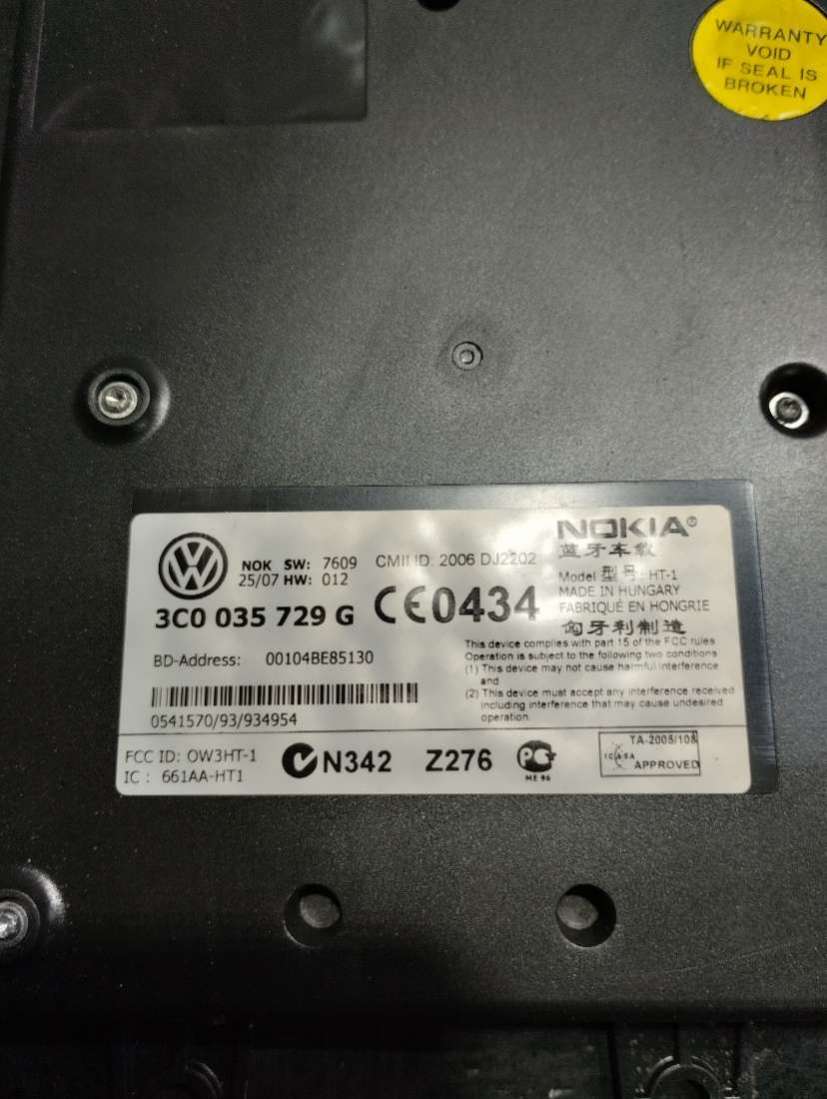 WARRANTY
VOID
IF SEAL IS
BROKEN
NOKIA®
蓝牙车载
NOK SW: 7609
25/07 HW: 012
CMII ID: 2006 DJ2202
Model 型号: HT-1
MADE IN HUNGARY
FABRIQUÉ EN HONGRIE
匈牙利制造
3C0 035 729 G
CE0434
BD-Address: 00104BE85130
This device complies with part 15 of the FCC rules
Operation is subject to the following two conditions
(1) This device may not cause harmful interference
and
(2) This device must accept any interference received
including interference that may cause undesired
operation.
0541570/93/934954
FCC ID: OW3HT-1
IC : 661AA-HT1
N342
Z276
ME 96
TA-2005/108
ICASA
APPROVED